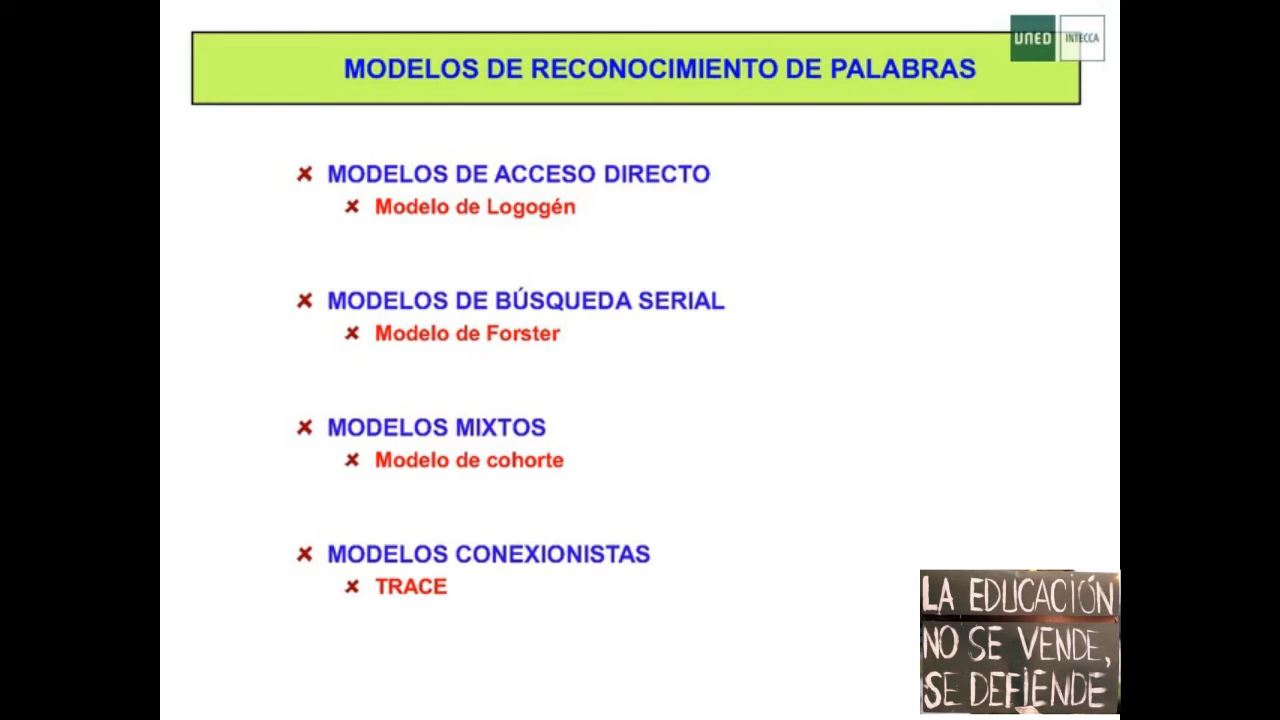 UNED INTECCA
MODELOS DE RECONOCIMIENTO DE PALABRAS
MODELOS DE ACCESO DIRECTO
Modelo de Logogén
MODELOS DE BÚSQUEDA SERIAL
Modelo de Forster
MODELOS MIXTOS
Modelo de cohorte
MODELOS CONEXIONISTAS
TRACE
LA EDUCACIÓN
NO SE VENDE,
SE DEFIENDE